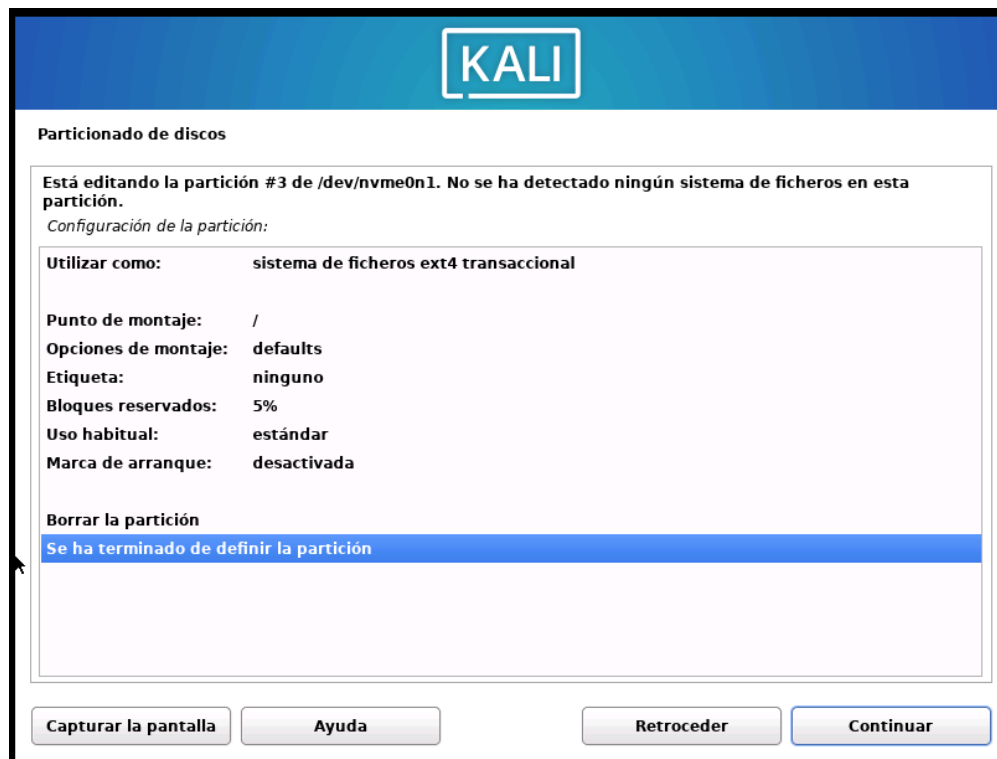 KALI
Particionado de discos
Está editando la partición #3 de /dev/nvme0n1. No se ha detectado ningún sistema de ficheros en esta
partición.
Configuración de la partición:
Utilizar como: sistema de ficheros ext4 transaccional
Punto de montaje: /
Opciones de montaje: defaults
Etiqueta: ninguno
Bloques reservados: 5%
Uso habitual: estándar
Marca de arranque: desactivada
Borrar la partición
Se ha terminado de definir la partición
Capturar la pantalla Ayuda Retroceder Continuar